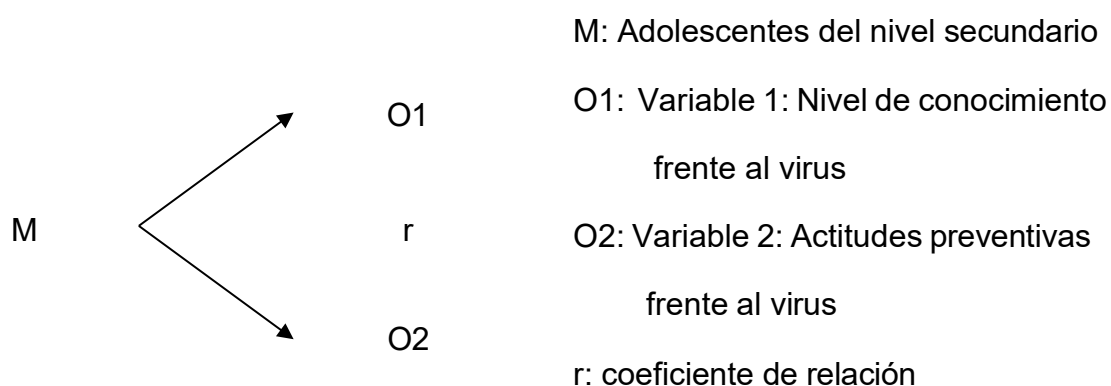 O1
M
r
O2
M: Adolescentes del nivel secundario
O1: Variable 1: Nivel de conocimiento
frente al virus
O2: Variable 2: Actitudes preventivas
frente al virus
r: coeficiente de relación